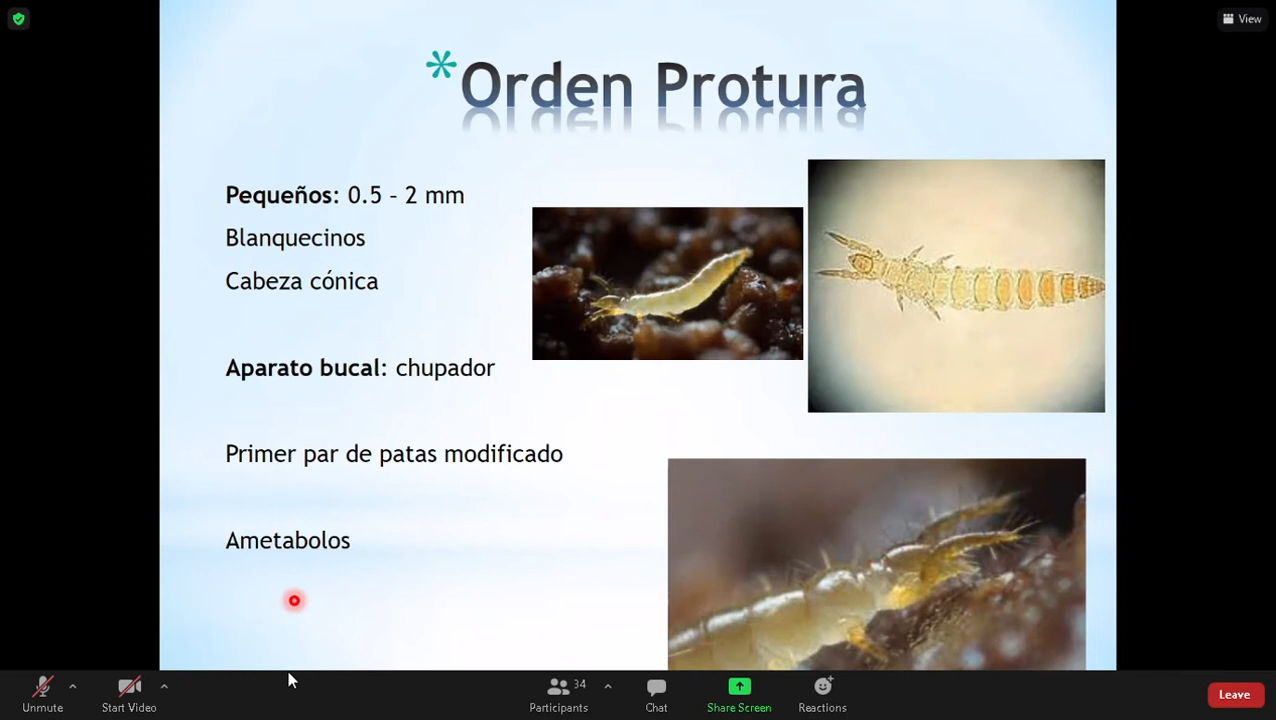 View
*Orden Protura
Pequeños: 0.5 – 2 mm
Blanquecinos
Cabeza cónica
Aparato bucal: chupador
Primer par de patas modificado
Ametabolos
Unmute
Start Video
34
Participants
Chat
Share Screen
Reactions
Leave